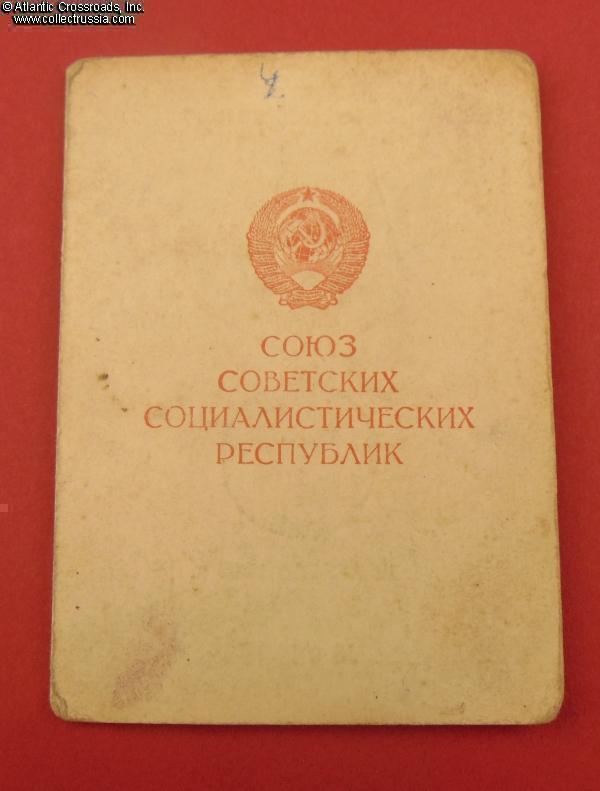 © Atlantic Crossroads, Inc.
www.collectrussia.com
СОЮЗ
СОВЕТСКИХ
СОЦИАЛИСТИЧЕСКИХ
РЕСПУБЛИК